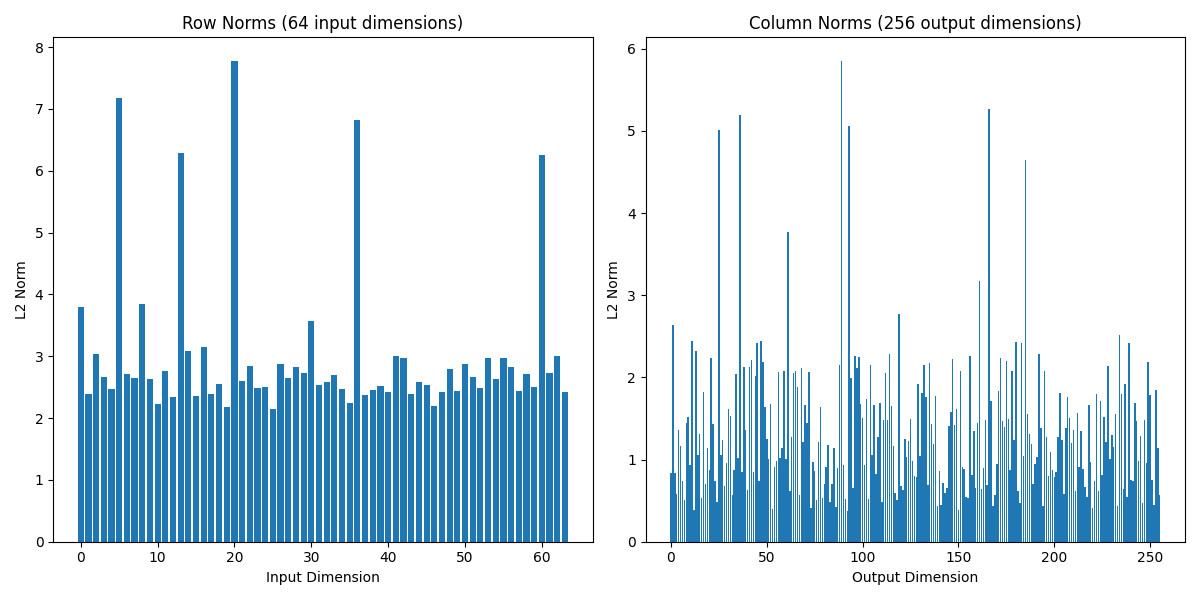 Row Norms (64 input dimensions)
8
7
6
5
4
3
2
1
0
L2 Norm
0 10 20 30 40 50 60
Input Dimension
Column Norms (256 output dimensions)
6
5
4
3
2
1
0
L2 Norm
0 50 100 150 200 250
Output Dimension